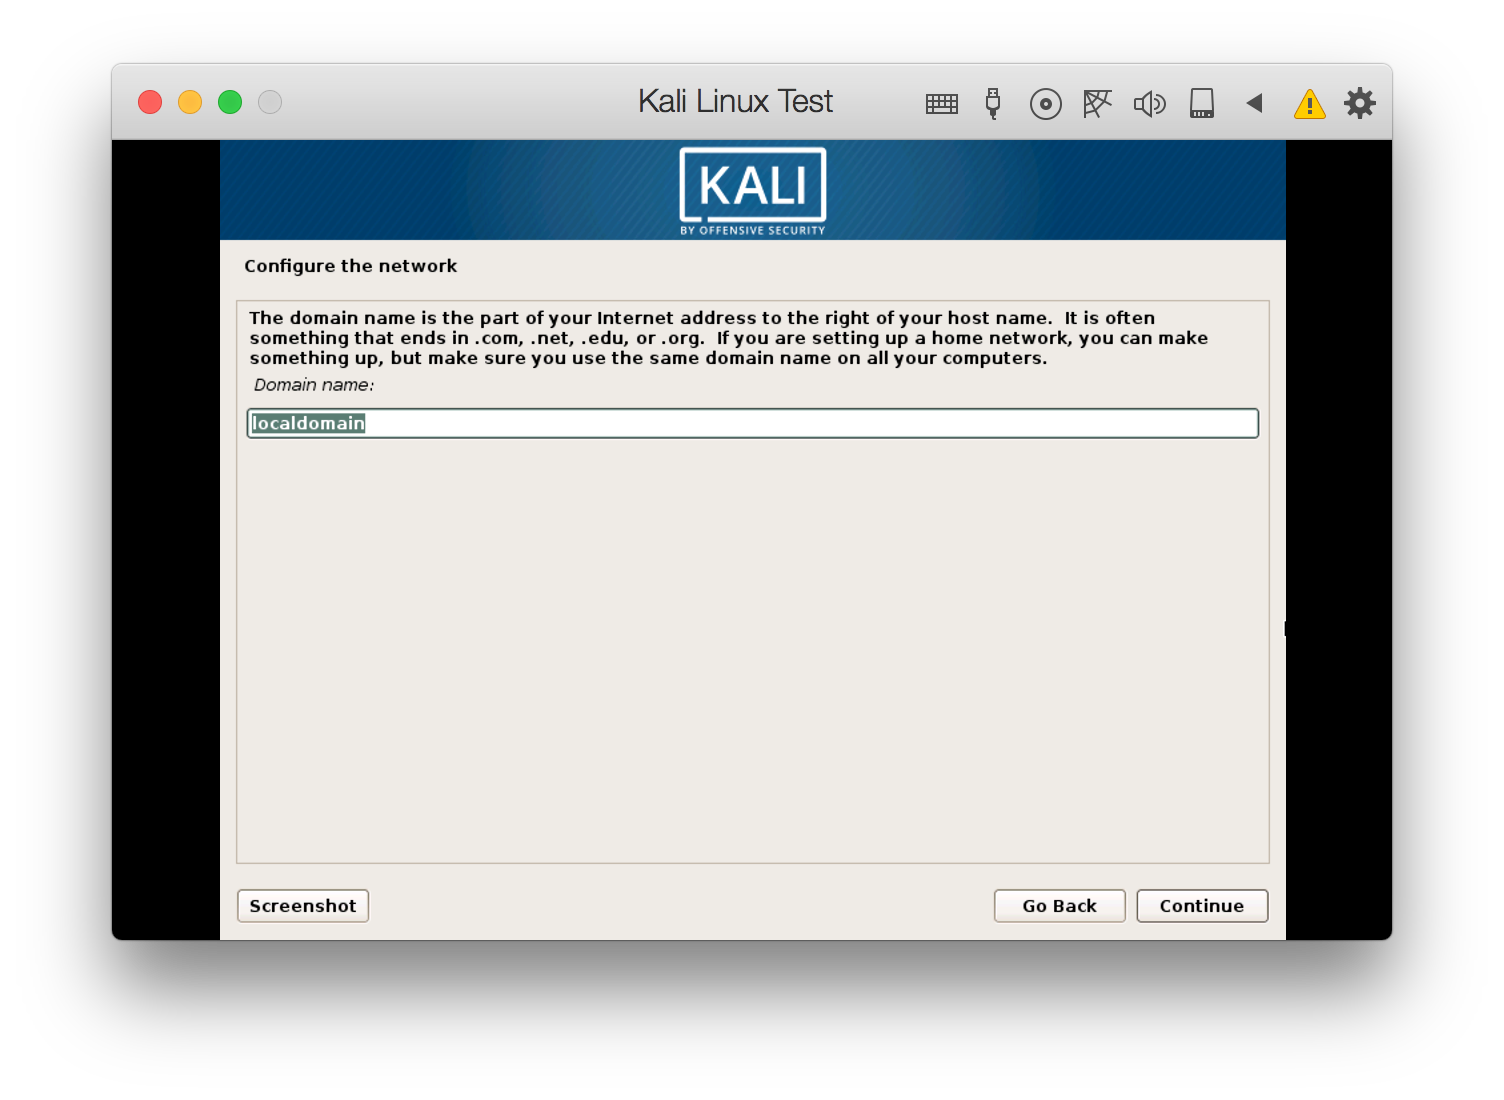 Kali Linux Test
KALI
BY OFFENSIVE SECURITY
Configure the network
The domain name is the part of your Internet address to the right of your host name.  It is often
something that ends in .com, .net, .edu, or .org.  If you are setting up a home network, you can make
something up, but make sure you use the same domain name on all your computers.
Domain name:
localdomain
Screenshot
Go Back
Continue